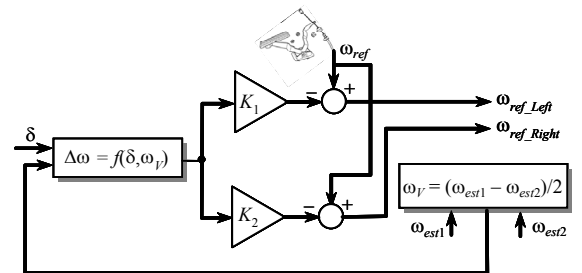 ω_ref
K_1
−
+
ω_ref_Left
ω_ref_Right
δ
Δω = f(δ,ω_V)
K_2
−
+
ω_V = (ω_est1 − ω_est2)/2
ω_est1
ω_est2